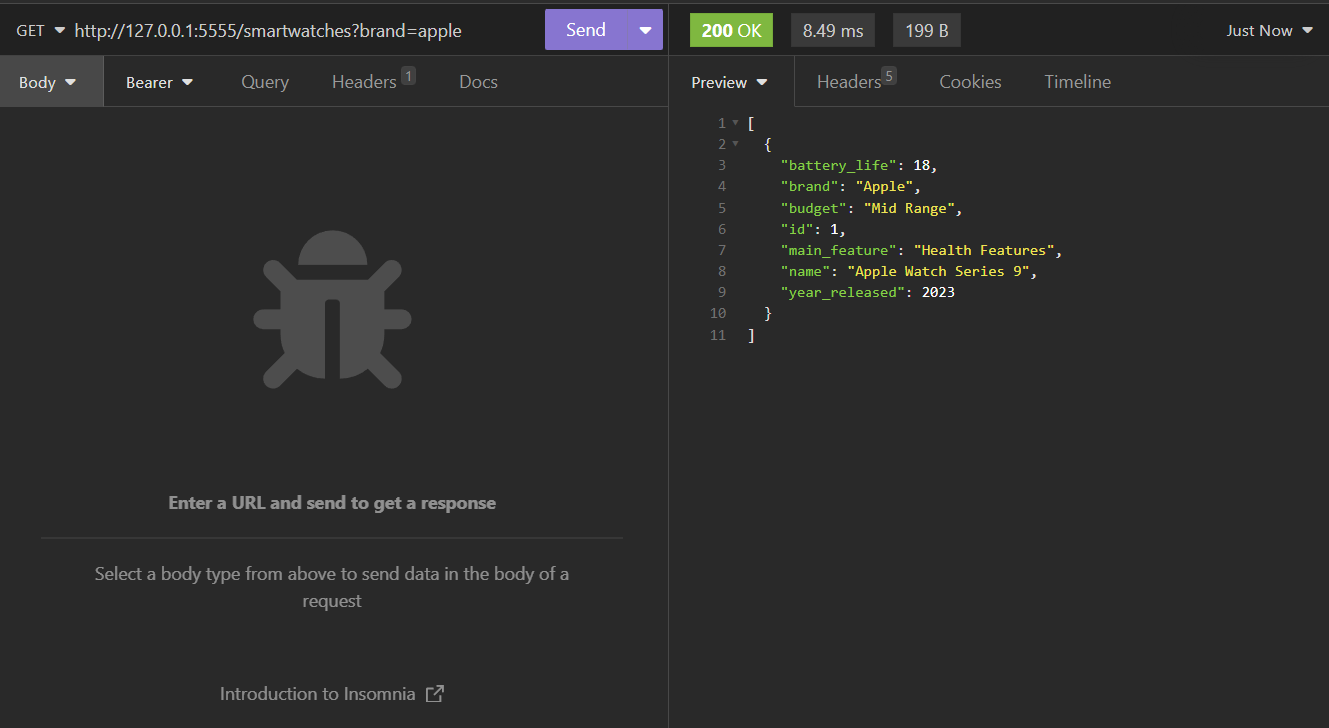 GET http://127.0.0.1:5555/smartwatches?brand=apple Send
Body Bearer Query Headers 1 Docs
Enter a URL and send to get a response
Select a body type from above to send data in the body of a
request
Introduction to Insomnia
200 OK 8.49 ms 199 B Just Now
Preview Headers 5 Cookies Timeline
1 [
2 {
3 "battery_life": 18,
4 "brand": "Apple",
5 "budget": "Mid Range",
6 "id": 1,
7 "main_feature": "Health Features",
8 "name": "Apple Watch Series 9",
9 "year_released": 2023
10 }
11 ]